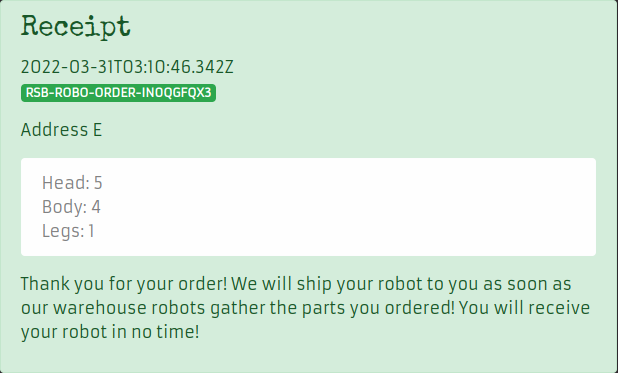 Receipt
2022-03-31T03:10:46.342Z
RSB-ROBO-ORDER-IN0QGFQX3
Address E
Head: 5
Body: 4
Legs: 1
Thank you for your order! We will ship your robot to you as soon as
our warehouse robots gather the parts you ordered! You will receive
your robot in no time!